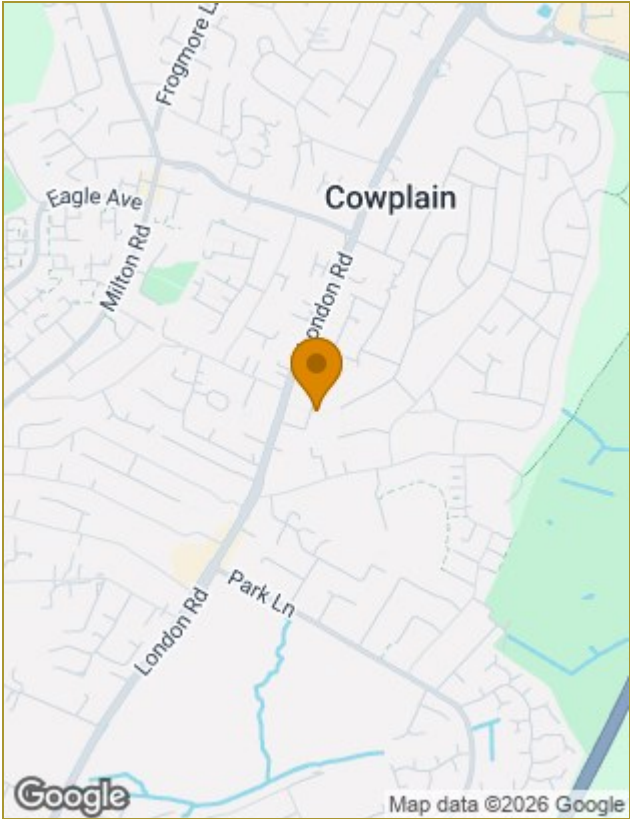 Frogmore L
Cowplain
Eagle Ave
Milton Rd
London Rd
Park Ln
London Rd
Google
Map data ©2026 Google